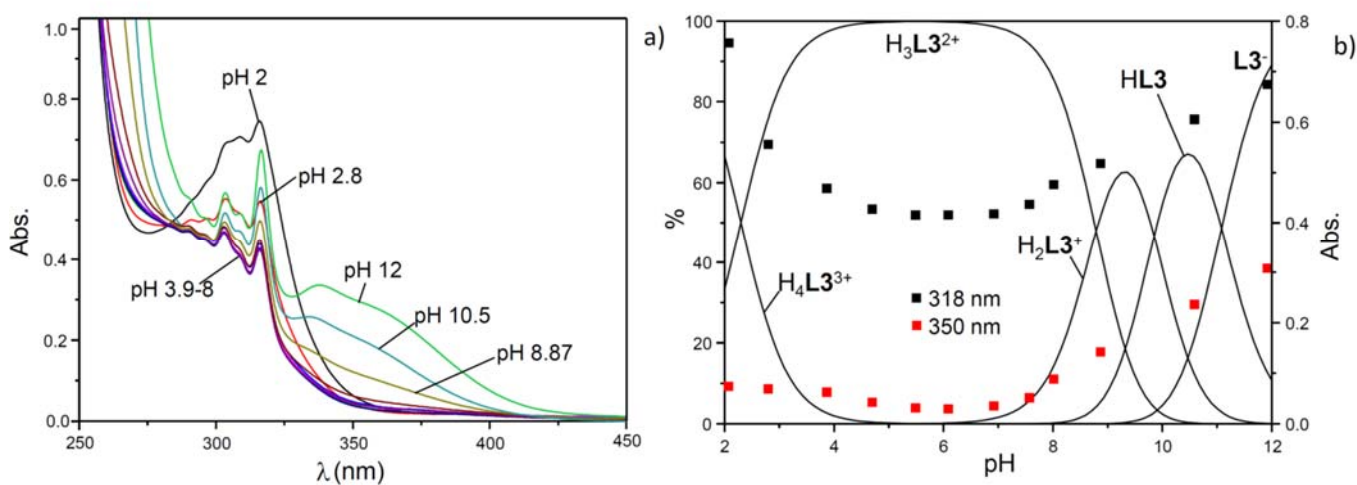 a)
1.0
0.8
0.6
0.4
0.2
0.0
Abs.
pH 2
pH 2.8
pH 3.9-8
pH 12
pH 10.5
pH 8.87
250 300 350 400 450
λ (nm)
b)
100
80
60
40
20
0
%
H₃L3²⁺
HL3
L3⁻
H₂L3⁺
H₄L3³⁺
318 nm
350 nm
0.8
0.6
0.4
0.2
0.0
Abs.
2 4 6 8 10 12
pH